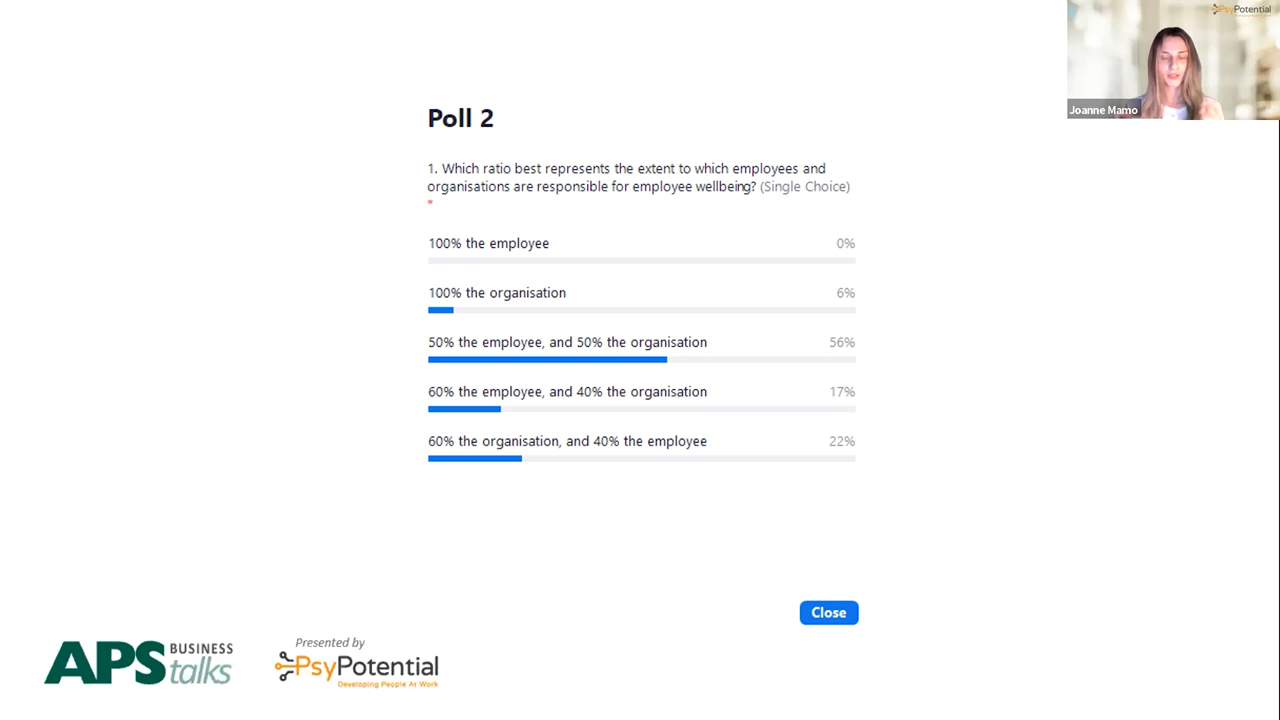 PsyPotential
Joanne Mamo
Poll 2
1. Which ratio best represents the extent to which employees and
organisations are responsible for employee wellbeing? (Single Choice)
*
100% the employee 0%
100% the organisation 6%
50% the employee, and 50% the organisation 56%
60% the employee, and 40% the organisation 17%
60% the organisation, and 40% the employee 22%
Close
APS BUSINESS
talks
Presented by
PsyPotential
Developing People At Work